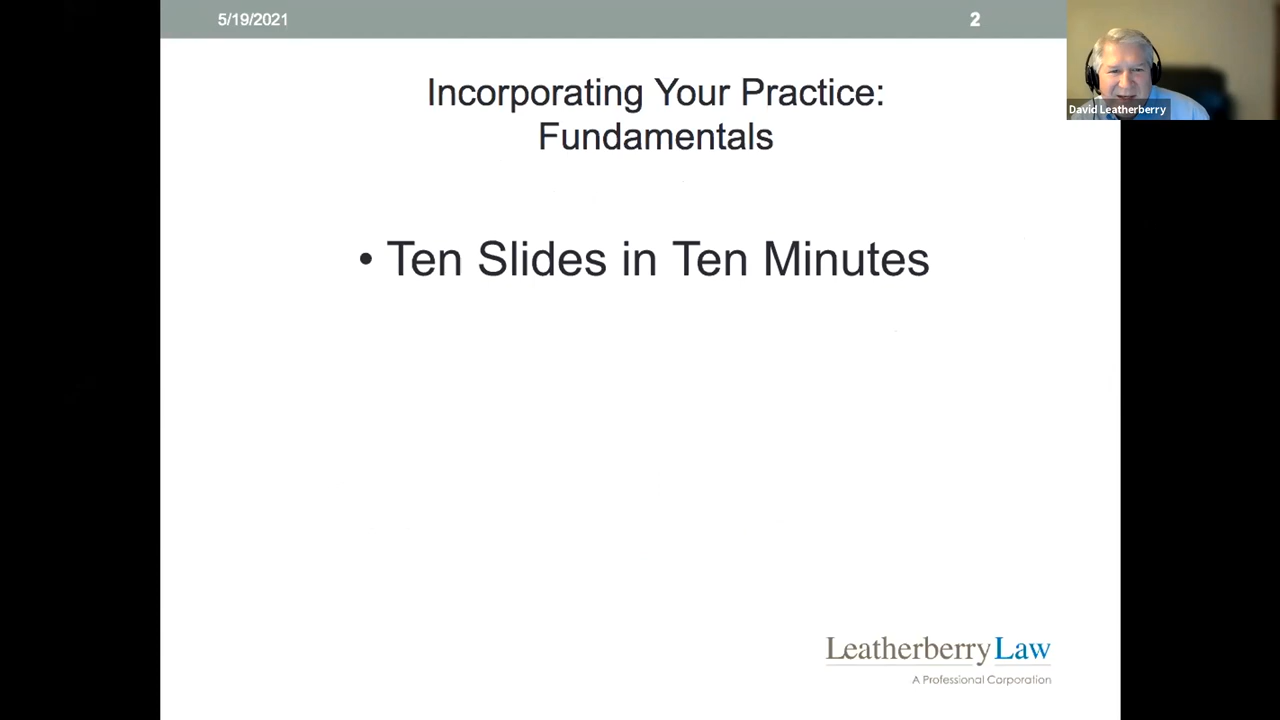 5/19/2021
2
David Leatherberry
Incorporating Your Practice:
Fundamentals
• Ten Slides in Ten Minutes
Leatherberry Law
A Professional Corporation